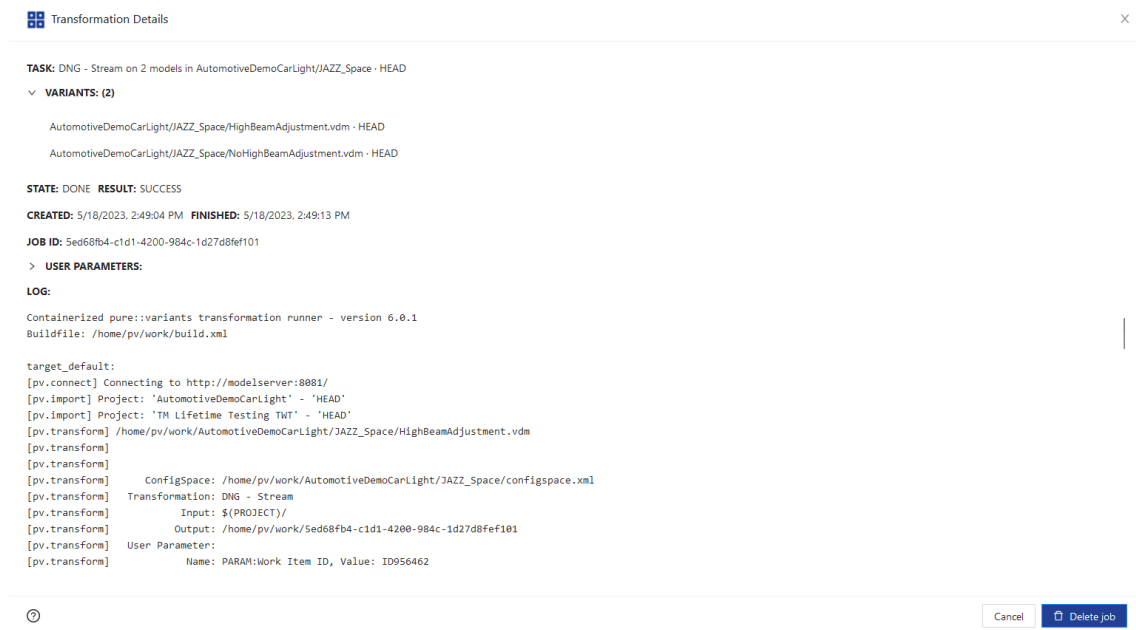 Transformation Details
TASK: DNG - Stream on 2 models in AutomotiveDemoCarLight/JAZZ_Space · HEAD
VARIANTS: (2)
AutomotiveDemoCarLight/JAZZ_Space/HighBeamAdjustment.vdm · HEAD
AutomotiveDemoCarLight/JAZZ_Space/NoHighBeamAdjustment.vdm · HEAD
STATE: DONE RESULT: SUCCESS
CREATED: 5/18/2023, 2:49:04 PM FINISHED: 5/18/2023, 2:49:13 PM
JOB ID: 5ed68fb4-c1d1-4200-984c-1d27d8fef101
USER PARAMETERS:
LOG:
Containerized pure::variants transformation runner - version 6.0.1
Buildfile: /home/pv/work/build.xml
target_default:
[pv.connect] Connecting to http://modelserver:8081/
[pv.import] Project: 'AutomotiveDemoCarLight' - 'HEAD'
[pv.import] Project: 'TM Lifetime Testing TWT' - 'HEAD'
[pv.transform] /home/pv/work/AutomotiveDemoCarLight/JAZZ_Space/HighBeamAdjustment.vdm
[pv.transform]
[pv.transform]
[pv.transform] ConfigSpace: /home/pv/work/AutomotiveDemoCarLight/JAZZ_Space/configspace.xml
[pv.transform] Transformation: DNG - Stream
[pv.transform] Input: $(PROJECT)/
[pv.transform] Output: /home/pv/work/5ed68fb4-c1d1-4200-984c-1d27d8fef101
[pv.transform] User Parameter:
[pv.transform] Name: PARAM:Work Item ID, Value: ID956462
Cancel Delete job